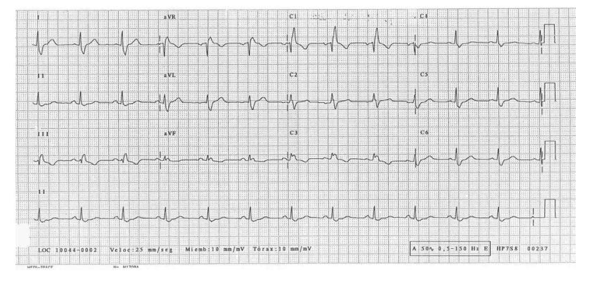 I aVR C1 C4
II aVL C2 C5
III aVF C3 C6
II
LOC 10044-0002 Veloc:25 mm/seg Miemb:10 mm/mV Tórax:10 mm/mV A 50% 0,5-150 Hz R HP758 00237